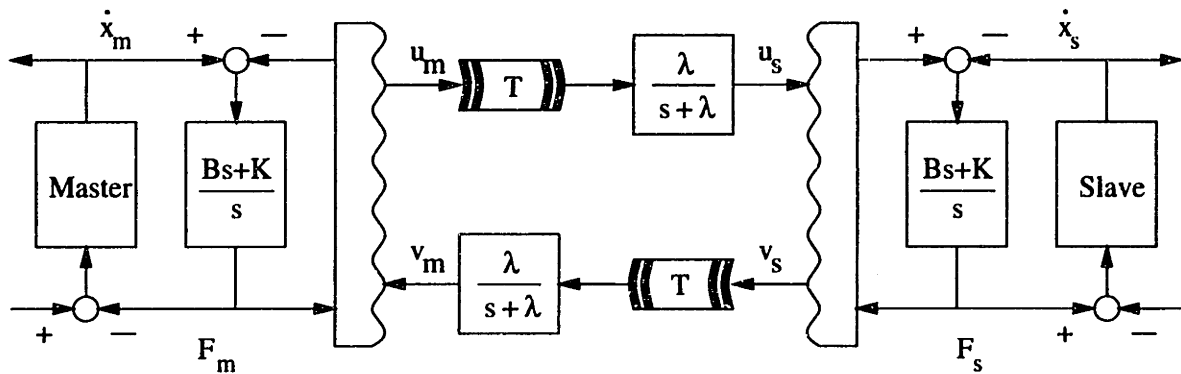 ẋm + − um T λ us + − ẋs
s + λ
Master Bs+K Bs+K Slave
s s
vm λ T vs
s + λ
+ − Fm Fs + −